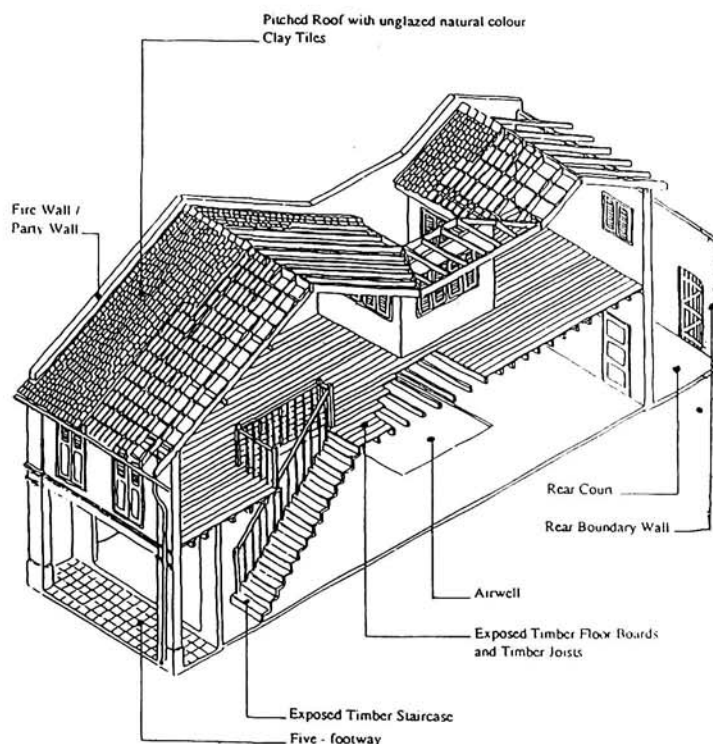 Pitched Roof with unglazed natural colour
Clay Tiles
Fire Wall /
Party Wall
Rear Court
Rear Boundary Wall
Airwell
Exposed Timber Floor Boards
and Timber Joists
Exposed Timber Staircase
Five - footway